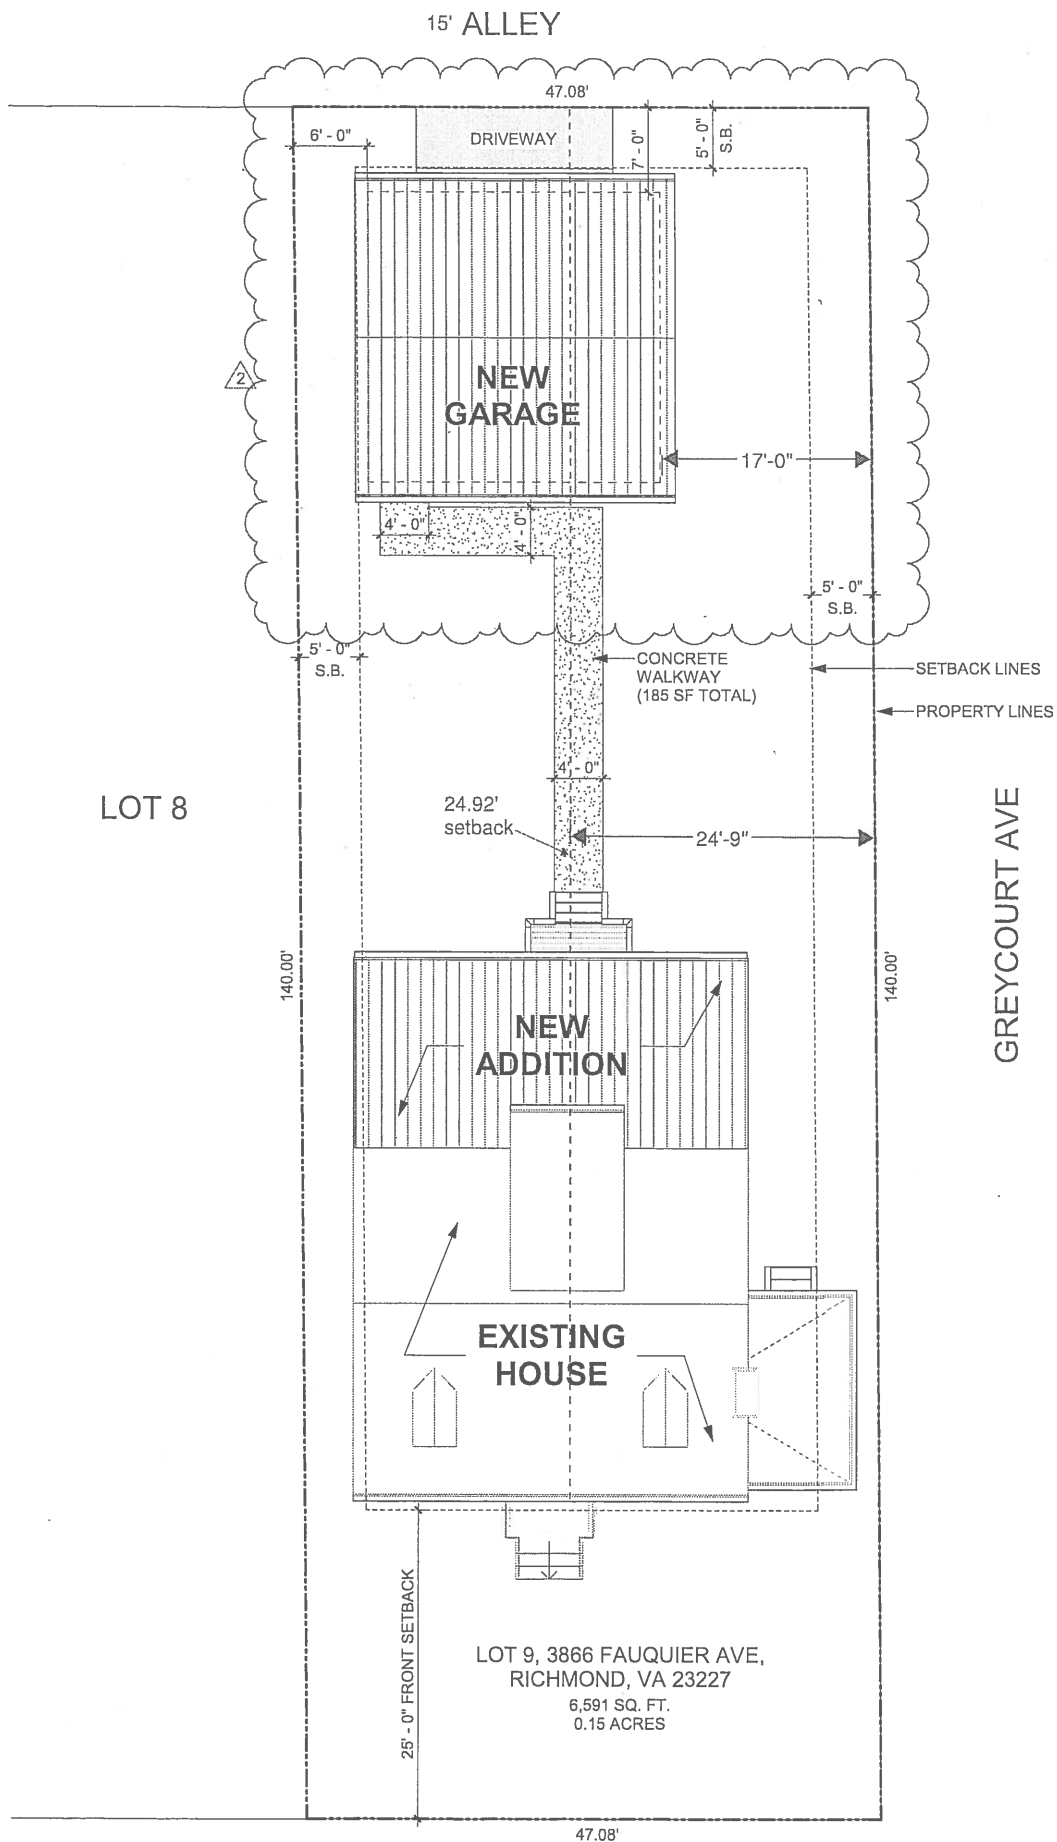 15' ALLEY
47.08'
6' - 0"
DRIVEWAY
7' - 0"
5' - 0"
S.B.
2
NEW
GARAGE
17'-0"
4'-0"
4' - 0"
5' - 0"
S.B.
5' - 0"
S.B.
CONCRETE
WALKWAY
(185 SF TOTAL)
SETBACK LINES
PROPERTY LINES
4' - 0"
LOT 8
24.92'
setback
24'-9"
GREYCOURT AVE
140.00'
140.00'
NEW
ADDITION
EXISTING
HOUSE
25' - 0" FRONT SETBACK
LOT 9, 3866 FAUQUIER AVE,
RICHMOND, VA 23227
6,591 SQ. FT.
0.15 ACRES
47.08'